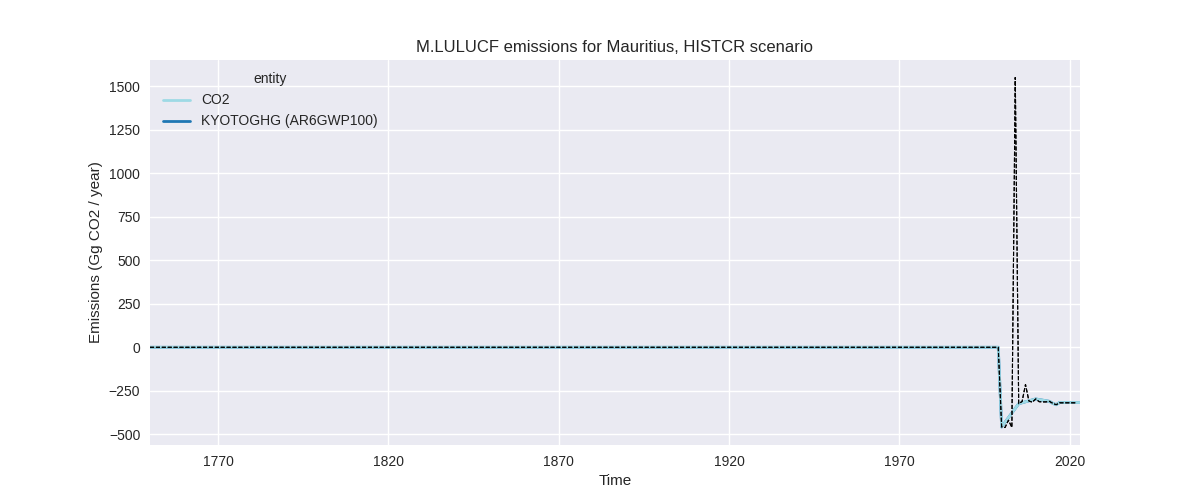 M.LULUCF emissions for Mauritius, HISTCR scenario
entity
CO2
KYOTOGHG (AR6GWP100)
Emissions (Gg CO2 / year)
1500
1250
1000
750
500
250
0
−250
−500
1770
1820
1870
1920
1970
2020
Time